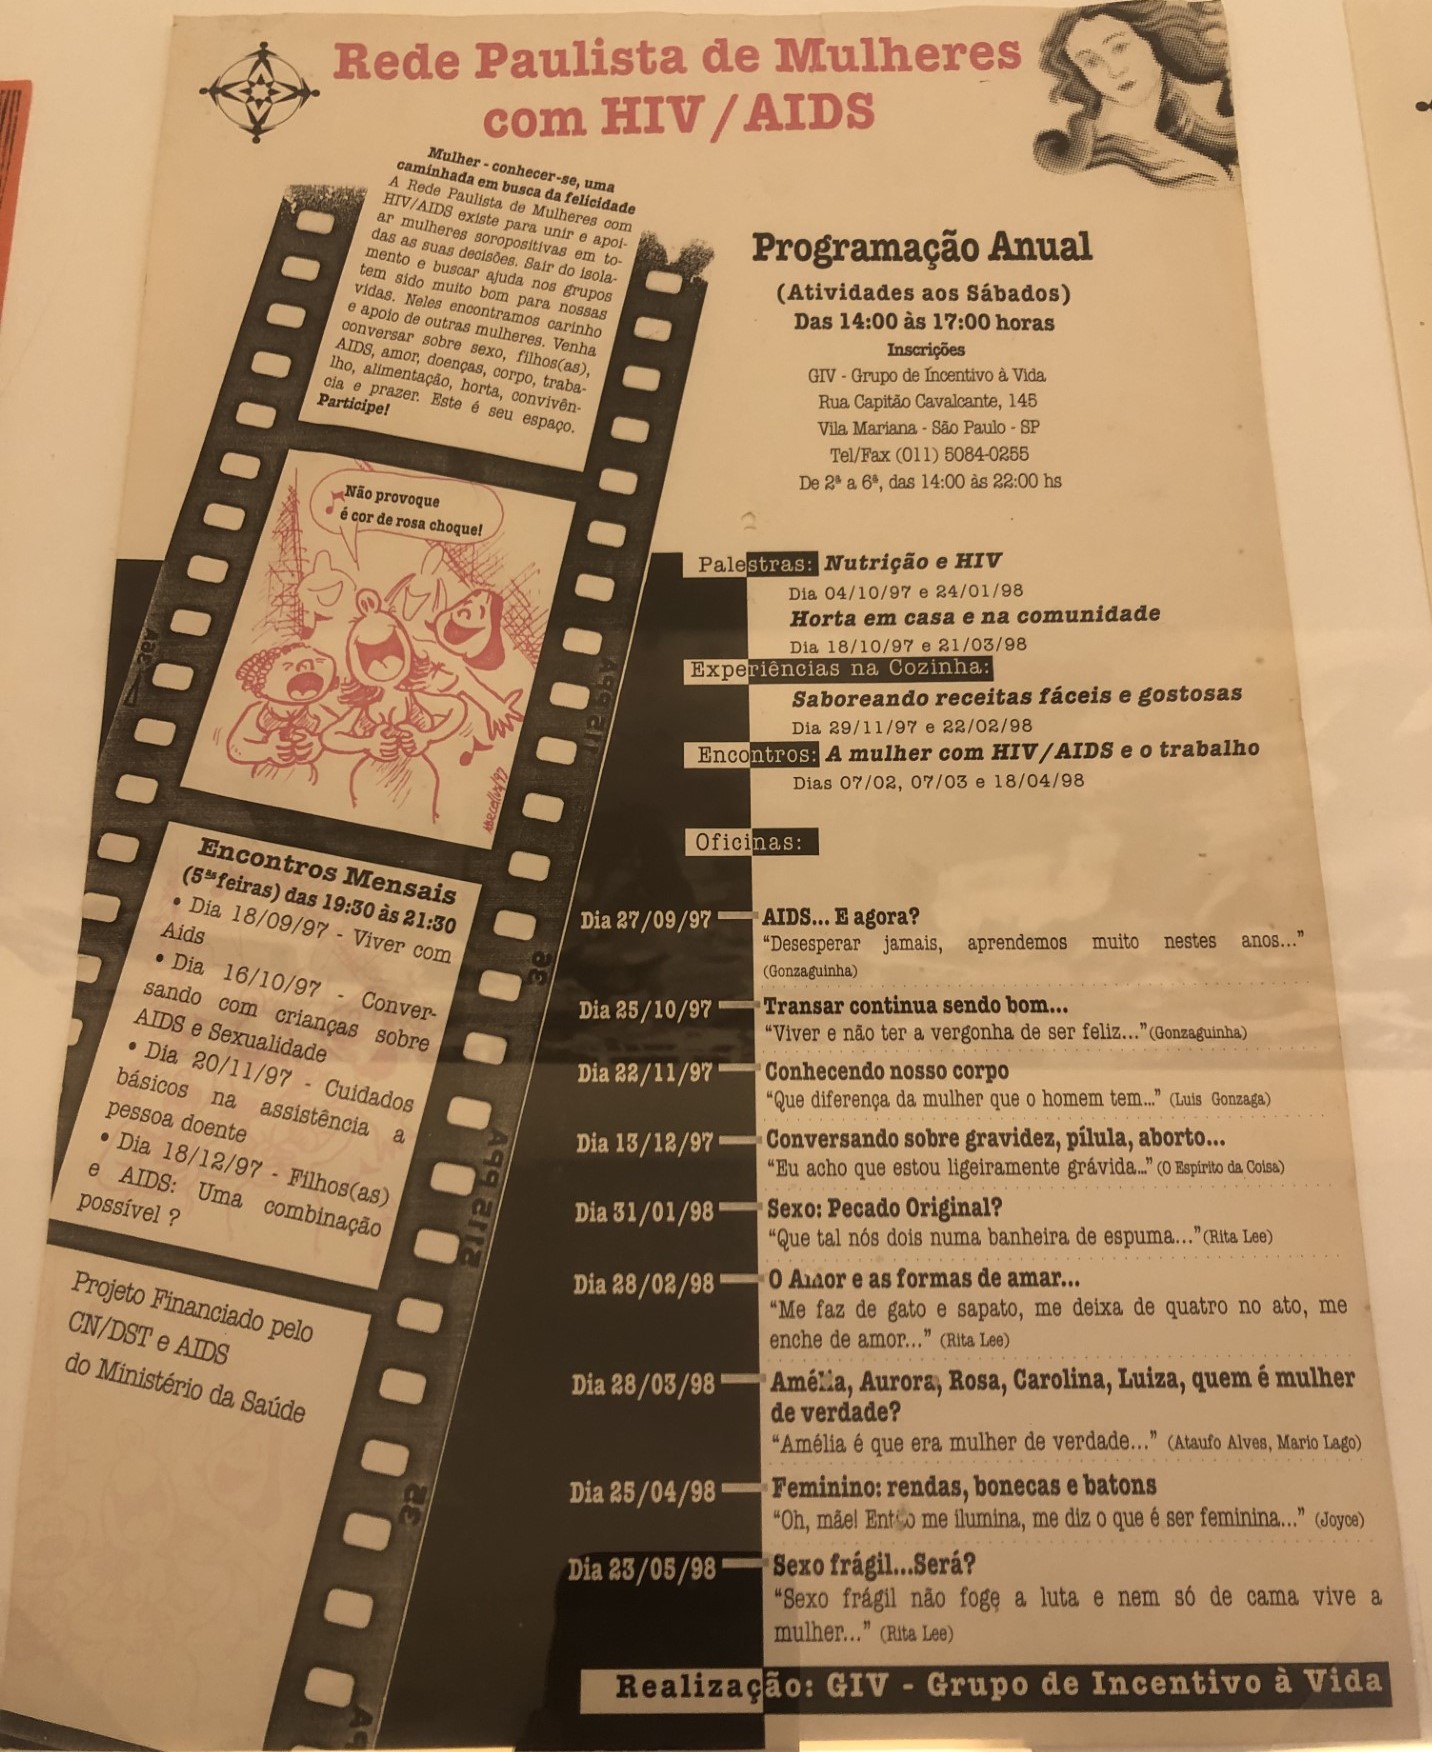 Rede Paulista de Mulheres
com HIV/AIDS
Mulher - conhecer-se, uma
caminhada em busca da felicidade
A Rede Paulista de Mulheres com
HIV/AIDS existe para unir e apoi-
ar mulheres soropositivas em to-
das as suas decisões. Sair do isola-
mento e buscar ajuda nos grupos
tem sido muito bom para nossas
vidas. Neles encontramos carinho
e apoio de outras mulheres. Venha
conversar sobre sexo, filhos(as),
AIDS, amor, doenças, corpo, traba-
lho, alimentação, horta, convivên-
cia e prazer. Este é seu espaço.
Participe!
Não provoque
é cor de rosa choque!
Encontros Mensais
(5ªs feiras) das 19:30 às 21:30
• Dia 18/09/97 - Viver com
Aids
• Dia 16/10/97 - Conver-
sando com crianças sobre
AIDS e Sexualidade
• Dia 20/11/97 - Cuidados
básicos na assistência a
pessoa doente
• Dia 18/12/97 - Filhos(as)
e AIDS: Uma combinação
possível ?
Projeto Financiado pelo
CN/DST e AIDS
do Ministério da Saúde
Programação Anual
(Atividades aos Sábados)
Das 14:00 às 17:00 horas
Inscrições
GIV - Grupo de Incentivo à Vida
Rua Capitão Cavalcante, 145
Vila Mariana - São Paulo - SP
Tel/Fax (011) 5084-0255
De 2ª a 6ª, das 14:00 às 22:00 hs
Palestras: Nutrição e HIV
Dia 04/10/97 e 24/01/98
Horta em casa e na comunidade
Dia 18/10/97 e 21/03/98
Experiências na Cozinha:
Saboreando receitas fáceis e gostosas
Dia 29/11/97 e 22/02/98
Encontros: A mulher com HIV/AIDS e o trabalho
Dias 07/02, 07/03 e 18/04/98
Oficinas:
Dia 27/09/97 AIDS... E agora?
"Desesperar jamais, aprendemos muito nestes anos..."
(Gonzaguinha)
Dia 25/10/97 Transar continua sendo bom...
"Viver e não ter a vergonha de ser feliz..."(Gonzaguinha)
Dia 22/11/97 Conhecendo nosso corpo
"Que diferença da mulher que o homem tem..." (Luis Gonzaga)
Dia 13/12/97 Conversando sobre gravidez, pílula, aborto...
"Eu acho que estou ligeiramente grávida..." (O Espírito da Coisa)
Dia 31/01/98 Sexo: Pecado Original?
"Que tal nós dois numa banheira de espuma..."(Rita Lee)
Dia 28/02/98 O Amor e as formas de amar...
"Me faz de gato e sapato, me deixa de quatro no ato, me
enche de amor..." (Rita Lee)
Dia 28/03/98 Amélia, Aurora, Rosa, Carolina, Luiza, quem é mulher
de verdade?
"Amélia é que era mulher de verdade..." (Ataufo Alves, Mario Lago)
Dia 25/04/98 Feminino: rendas, bonecas e batons
"Oh, mãe! Então me ilumina, me diz o que é ser feminina..." (Joyce)
Dia 23/05/98 Sexo frágil...Será?
"Sexo frágil não foge a luta e nem só de cama vive a
mulher..." (Rita Lee)
Realização: GIV - Grupo de Incentivo à Vida